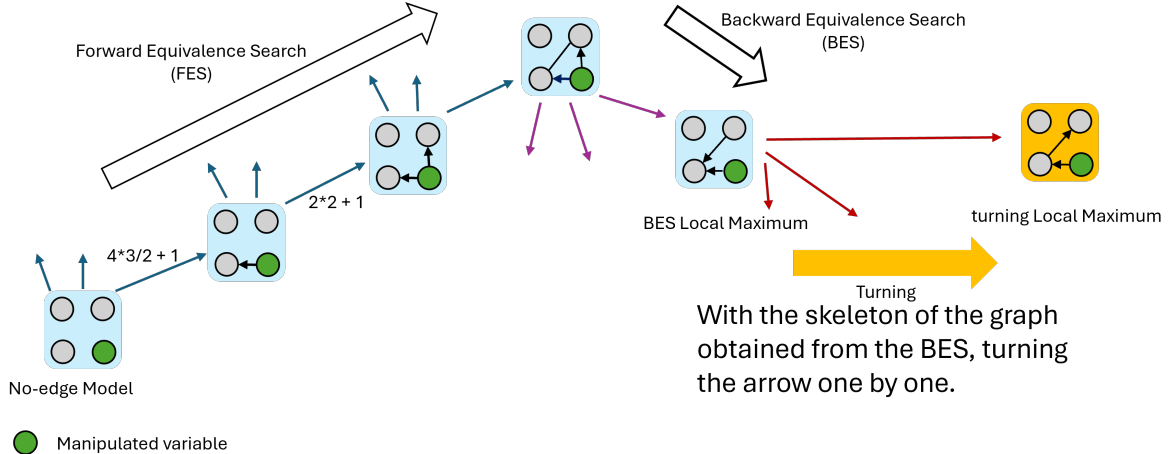 Forward Equivalence Search
(FES)
Backward Equivalence Search
(BES)
2*2 + 1
4*3/2 + 1
BES Local Maximum
turning Local Maximum
Turning
With the skeleton of the graph
obtained from the BES, turning
the arrow one by one.
No-edge Model
Manipulated variable